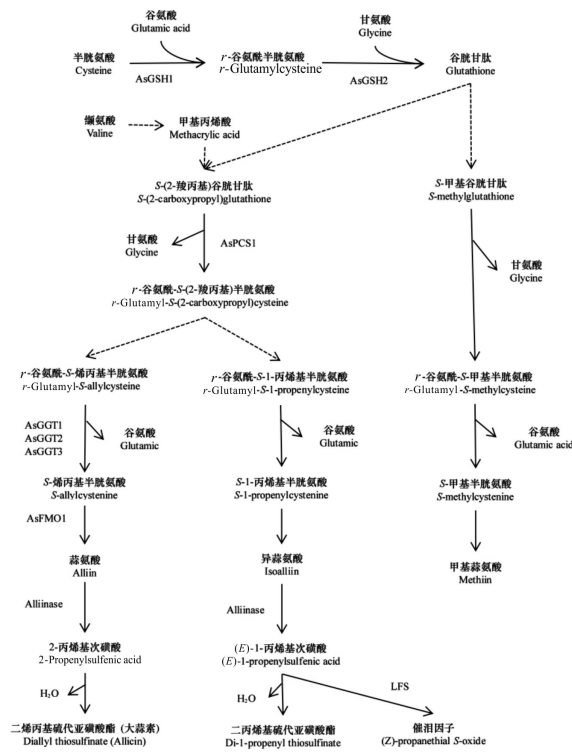 谷氨酸
Glutamic acid
甘氨酸
Glycine
半胱氨酸
Cysteine
AsGSH1
r-谷氨酰半胱氨酸
r-Glutamylcysteine
AsGSH2
谷胱甘肽
Glutathione
缬氨酸
Valine
甲基丙烯酸
Methacrylic acid
S-(2-羧丙基)谷胱甘肽
S-(2-carboxypropyl)glutathione
S-甲基谷胱甘肽
S-methylglutathione
甘氨酸
Glycine
AsPCS1
甘氨酸
Glycine
r-谷氨酰-S-(2-羧丙基)半胱氨酸
r-Glutamyl-S-(2-carboxypropyl)cysteine
r-谷氨酰-S-烯丙基半胱氨酸
r-Glutamyl-S-allylcysteine
r-谷氨酰-S-1-丙烯基半胱氨酸
r-Glutamyl-S-1-propenylcysteine
r-谷氨酰-S-甲基半胱氨酸
r-Glutamyl-S-methylcysteine
AsGGT1
AsGGT2
AsGGT3
谷氨酸
Glutamic
谷氨酸
Glutamic
谷氨酸
Glutamic acid
S-烯丙基半胱氨酸
S-allylcystenine
S-1-丙烯基半胱氨酸
S-1-propenylcystenine
S-甲基半胱氨酸
S-methylcystenine
AsFMO1
蒜氨酸
Alliin
异蒜氨酸
Isoalliin
甲基蒜氨酸
Methiin
Alliinase
Alliinase
2-丙烯基次磺酸
2-Propenylsulfenic acid
(E)-1-丙烯基次磺酸
(E)-1-propenylsulfenic acid
H2O
H2O
LFS
二烯丙基硫代亚磺酸酯 (大蒜素)
Diallyl thiosulfinate (Allicin)
二丙烯基硫代亚磺酸酯
Di-1-propenyl thiosulfinate
催泪因子
(Z)-propanethial S-oxide